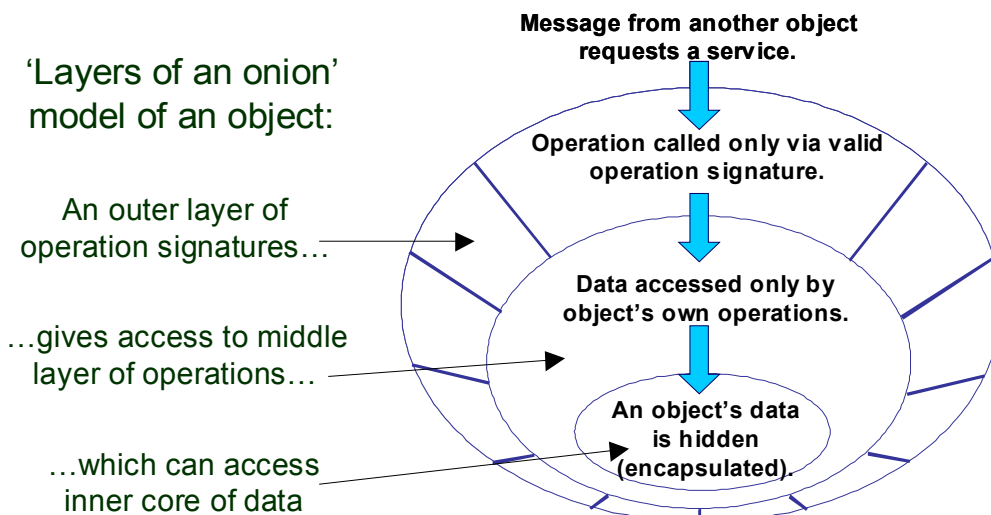 ‘Layers of an onion’
model of an object:
An outer layer of
operation signatures…
…gives access to middle
layer of operations…
…which can access
inner core of data
Message from another object
requests a service.
Operation called only via valid
operation signature.
Data accessed only by
object’s own operations.
An object’s data
is hidden
(encapsulated).